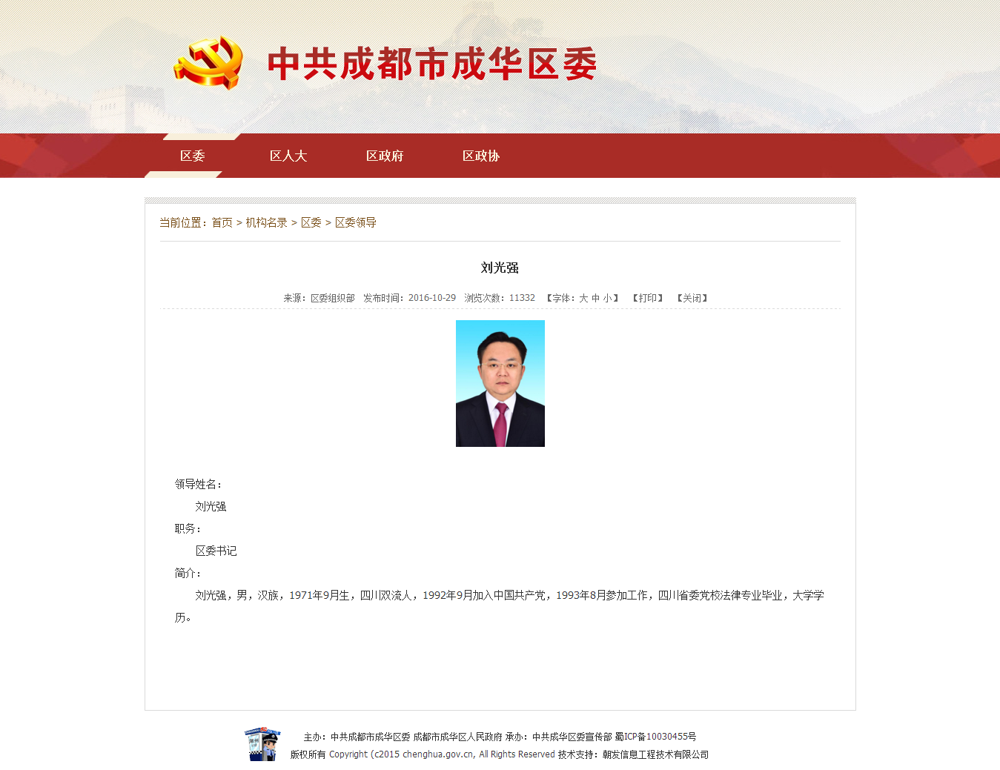 中共成都市成华区委
区委 区人大 区政府 区政协
当前位置：首页 > 机构名录 > 区委 > 区委领导
刘光强
来源：区委组织部 发布时间：2016-10-29 浏览次数：11332 【字体：大 中 小】 【打印】 【关闭】
领导姓名：
刘光强
职务：
区委书记
简介：
刘光强，男，汉族，1971年9月生，四川双流人，1992年9月加入中国共产党，1993年8月参加工作，四川省委党校法律专业毕业，大学学
历。
主办：中共成都市成华区委 成都市成华区人民政府 承办：中共成华区委宣传部 蜀ICP备10030455号
版权所有 Copyright (c2015 chenghua.gov.cn, All Rights Reserved 技术支持：朝发信息工程技术有限公司